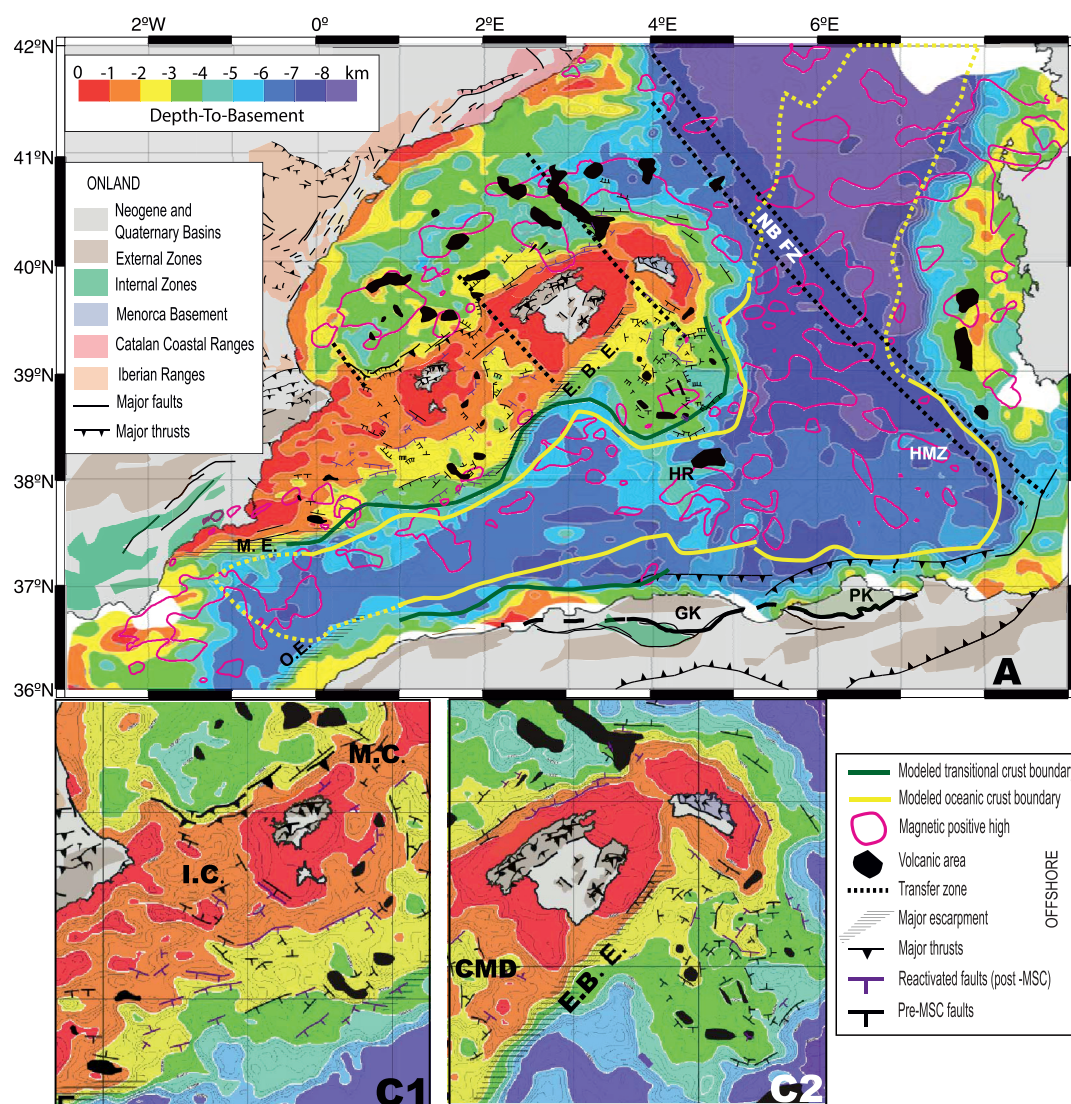 2ºW 0º 2ºE 4ºE 6ºE
42ºN
0 -1 -2 -3 -4 -5 -6 -7 -8 km
Depth-To-Basement
41ºN
ONLAND
Neogene and
Quaternary Basins
External Zones
Internal Zones
Menorca Basement
Catalan Coastal Ranges
Iberian Ranges
Major faults
Major thrusts
NB FZ
40ºN
39ºN
E. B. E.
38ºN
HR
HMZ
M. E.
37ºN
GK
PK
O.E.
36ºN
A
M.C.
I.C.
C1
CMD
E.B. E.
C2
Modeled transitional crust boundar
Modeled oceanic crust boundary
Magnetic positive high
Volcanic area
Transfer zone
Major escarpment
Major thrusts
Reactivated faults (post -MSC)
Pre-MSC faults
OFFSHORE